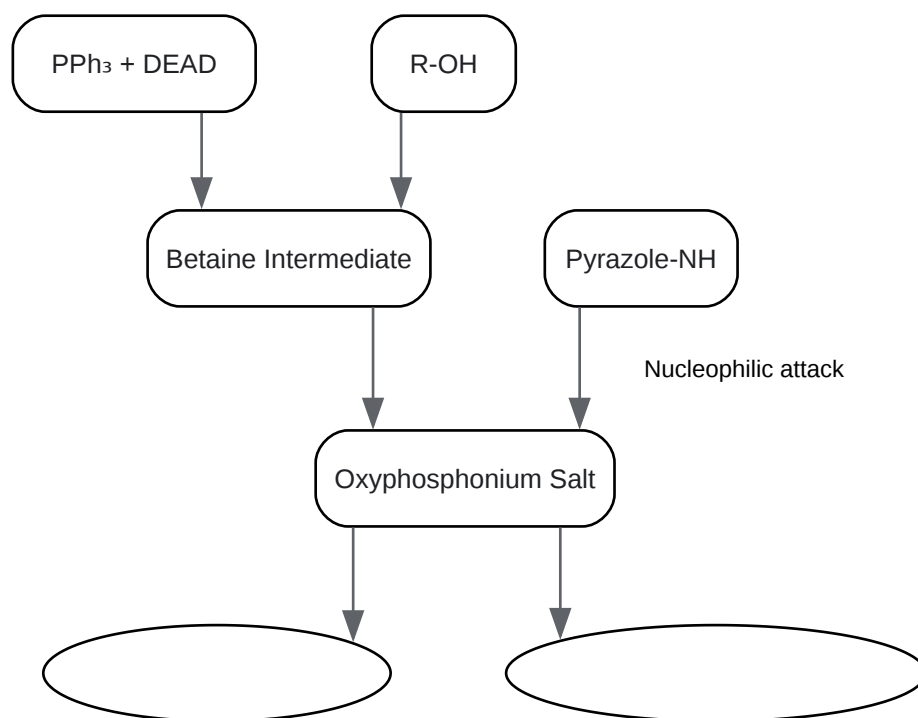 PPh₃ + DEAD
R-OH
Betaine Intermediate
Pyrazole-NH
Nucleophilic attack
Oxyphosphonium Salt